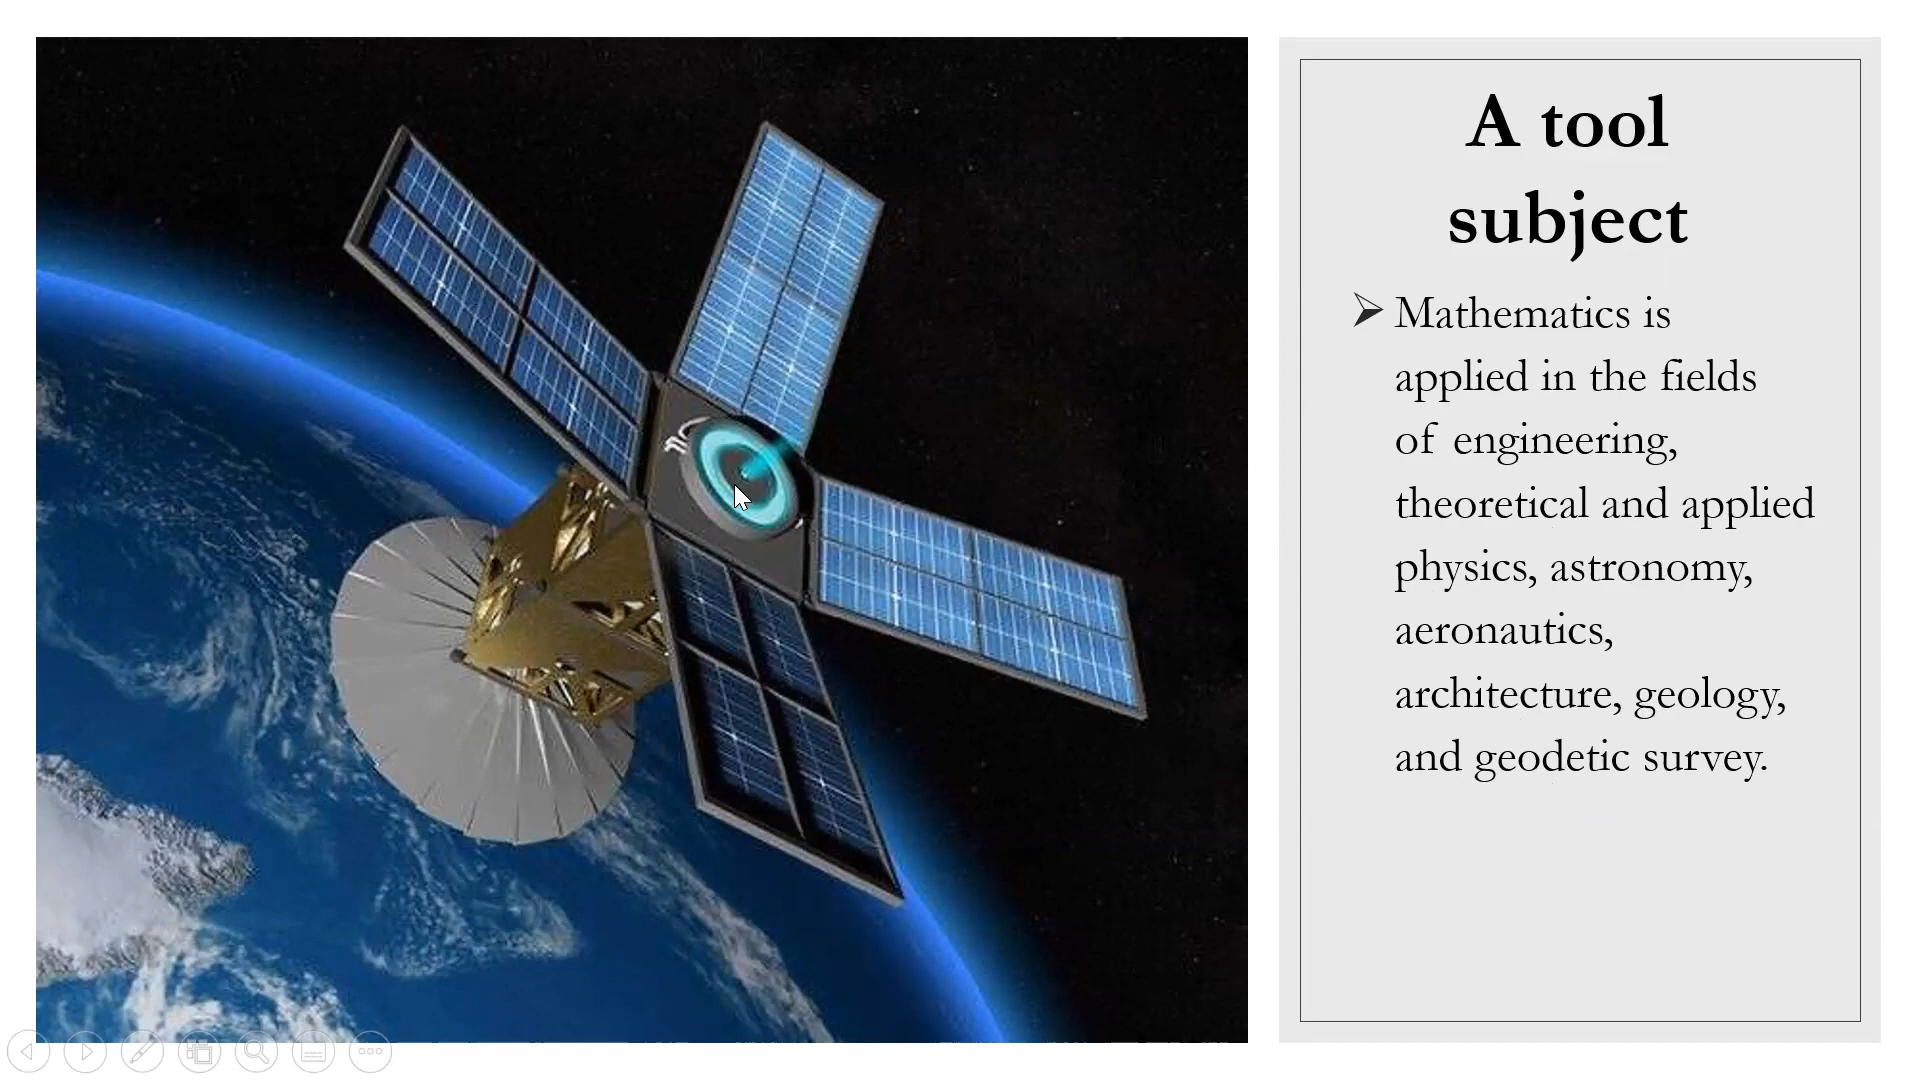 A tool
subject
Mathematics is
applied in the fields
of engineering,
theoretical and applied
physics, astronomy,
aeronautics,
architecture, geology,
and geodetic survey.